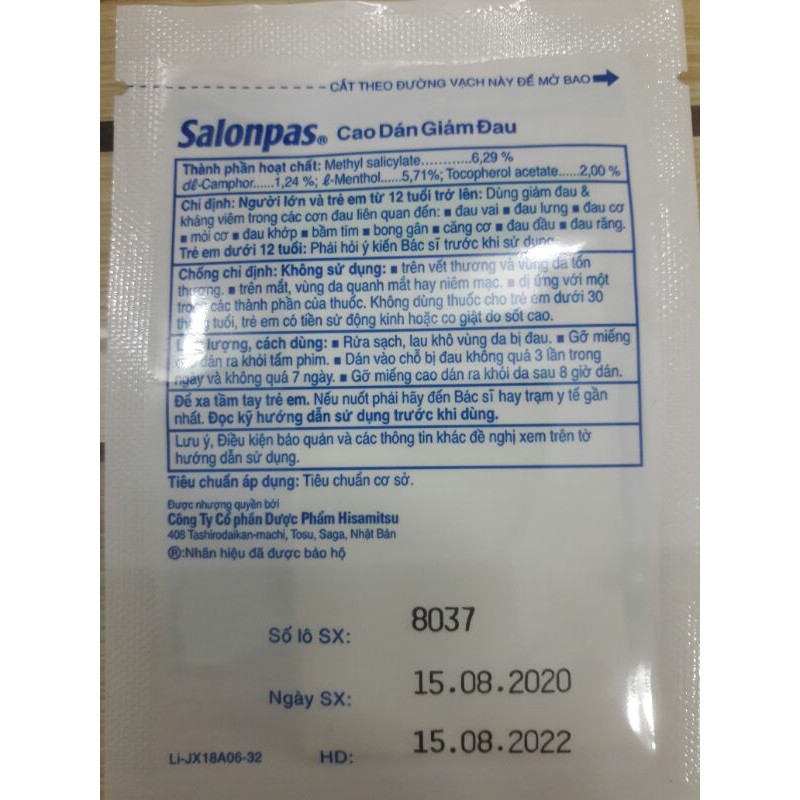 CẮT THEO ĐƯỜNG VẠCH NÀY ĐỂ MỞ BAO
Salonpas® Cao Dán Giảm Đau
Thành phần hoạt chất: Methyl salicylate............6,29 %
dℓ-Camphor......1,24 %; ℓ-Menthol......5,71%; Tocopherol acetate......2,00 %
Chỉ định: Người lớn và trẻ em từ 12 tuổi trở lên: Dùng giảm đau &
kháng viêm trong các cơn đau liên quan đến: ■ đau vai ■ đau lưng ■ đau cơ
■ mỏi cơ ■ đau khớp ■ bầm tím ■ bong gân ■ căng cơ ■ đau đầu ■ đau răng.
Trẻ em dưới 12 tuổi: Phải hỏi ý kiến Bác sĩ trước khi sử dụng.
Chống chỉ định: Không sử dụng: ■ trên vết thương và vùng da tổn
thương. ■ trên mắt, vùng da quanh mắt hay niêm mạc. ■ dị ứng với một
trong các thành phần của thuốc. Không dùng thuốc cho trẻ em dưới 30
tháng tuổi, trẻ em có tiền sử động kinh hoặc co giật do sốt cao.
Liều lượng, cách dùng: ■ Rửa sạch, lau khô vùng da bị đau. ■ Gỡ miếng
cao dán ra khỏi tấm phim. ■ Dán vào chỗ bị đau không quá 3 lần trong
ngày và không quá 7 ngày. ■ Gỡ miếng cao dán ra khỏi da sau 8 giờ dán.
Để xa tầm tay trẻ em. Nếu nuốt phải hãy đến Bác sĩ hay trạm y tế gần
nhất. Đọc kỹ hướng dẫn sử dụng trước khi dùng.
Lưu ý, Điều kiện bảo quản và các thông tin khác đề nghị xem trên tờ
hướng dẫn sử dụng.
Tiêu chuẩn áp dụng: Tiêu chuẩn cơ sở.
Được nhượng quyền bởi
Công Ty Cổ phần Dược Phẩm Hisamitsu
408 Tashirodaikan-machi, Tosu, Saga, Nhật Bản
®:Nhãn hiệu đã được bảo hộ
Số lô SX: 8037
Ngày SX: 15.08.2020
Li-JX18A06-32 HD: 15.08.2022